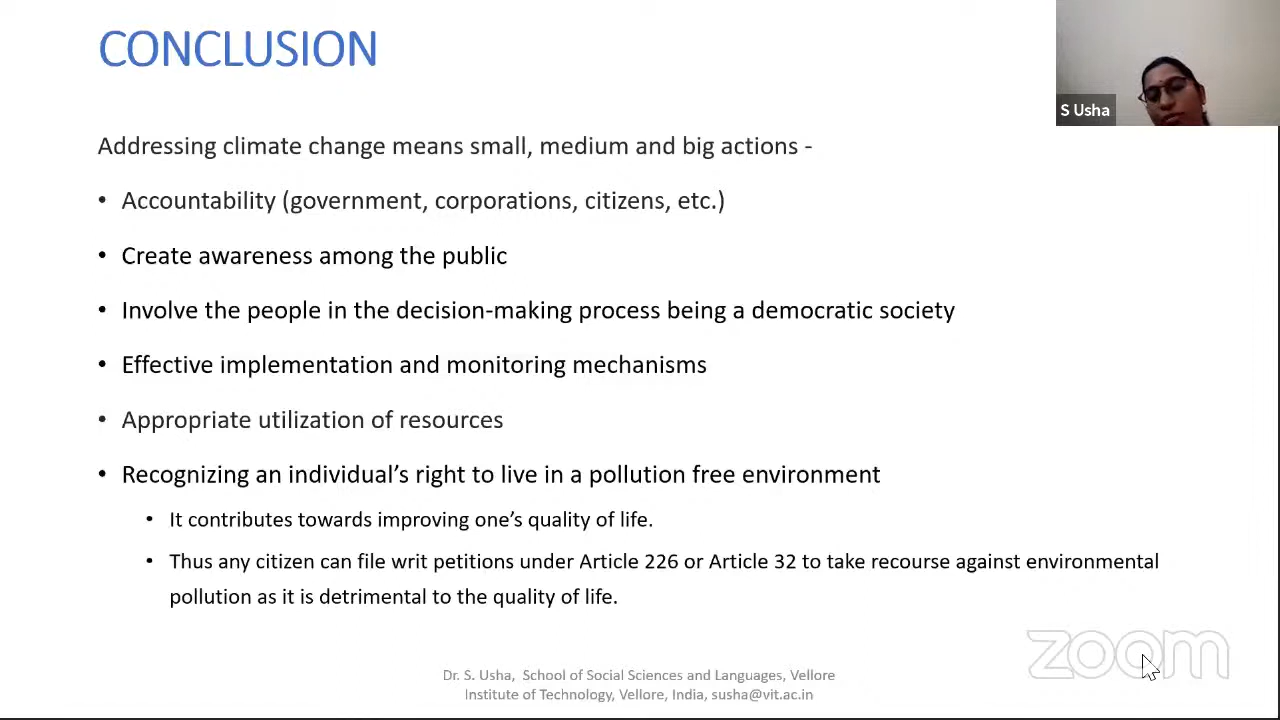 CONCLUSION
S Usha
Addressing climate change means small, medium and big actions -
• Accountability (government, corporations, citizens, etc.)
• Create awareness among the public
• Involve the people in the decision-making process being a democratic society
• Effective implementation and monitoring mechanisms
• Appropriate utilization of resources
• Recognizing an individual’s right to live in a pollution free environment
• It contributes towards improving one’s quality of life.
• Thus any citizen can file writ petitions under Article 226 or Article 32 to take recourse against environmental
pollution as it is detrimental to the quality of life.
zoom
Dr. S. Usha, School of Social Sciences and Languages, Vellore
Institute of Technology, Vellore, India, susha@vit.ac.in